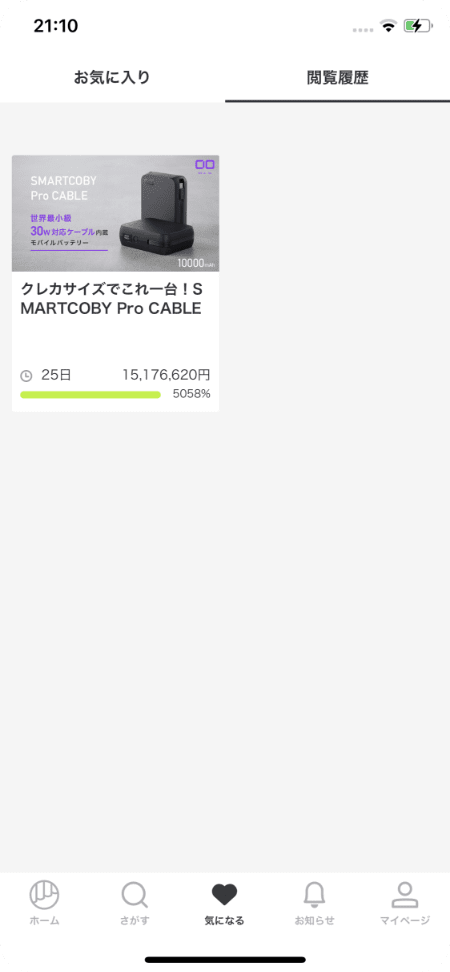 21:10
お気に入り
閲覧履歴
SMARTCOBY
Pro CABLE
世界最小級
30W対応ケーブル内蔵
モバイルバッテリー
10000mAh
クレカサイズでこれ一台！S
MARTCOBY Pro CABLE
25日
15,176,620円
5058%
ホーム
さがす
気になる
お知らせ
マイページ